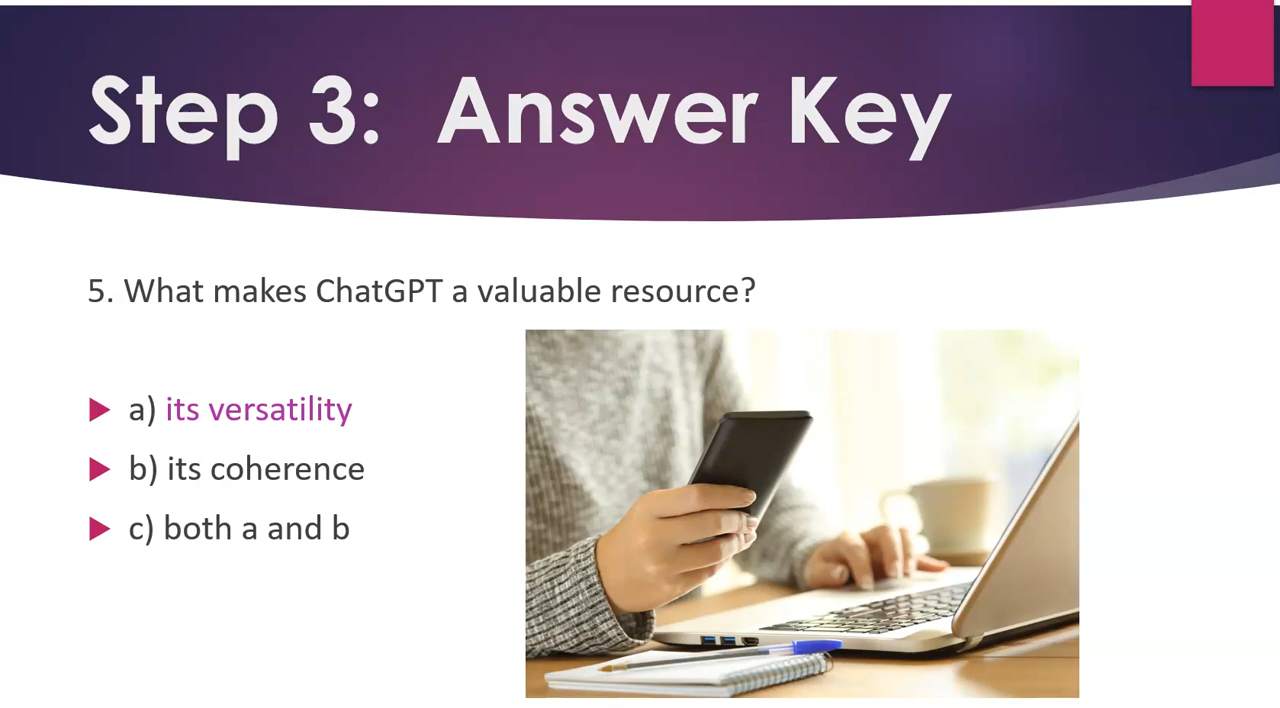 Step 3: Answer Key
5. What makes ChatGPT a valuable resource?
a) its versatility
b) its coherence
c) both a and b